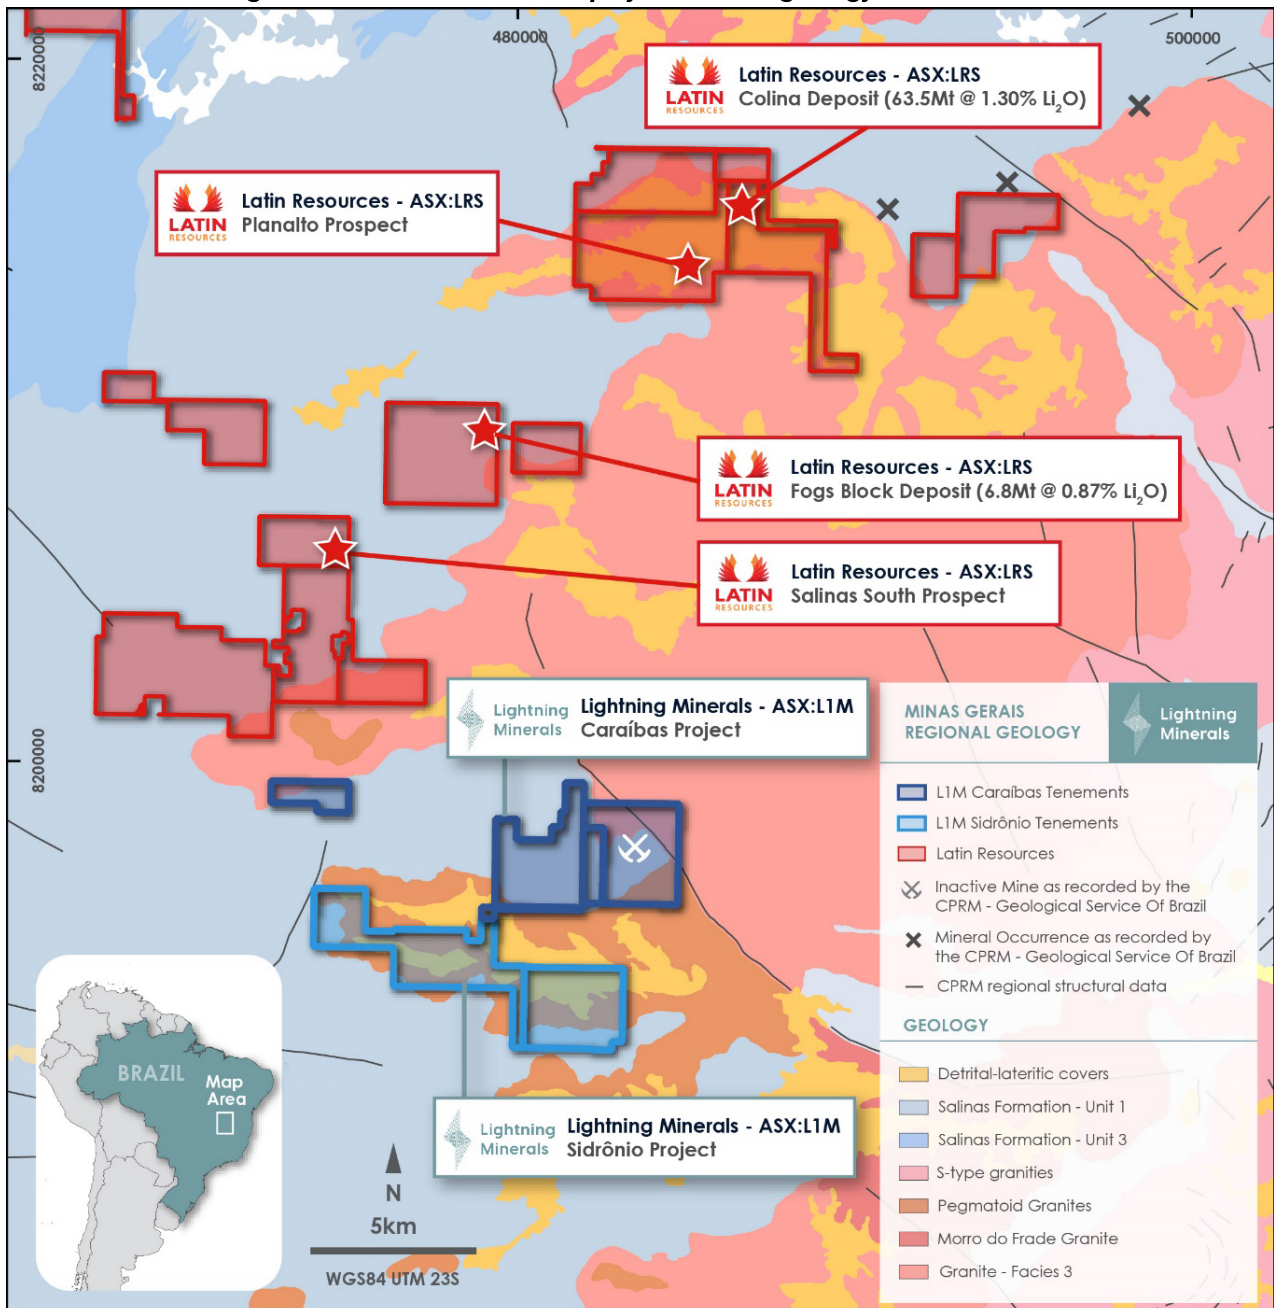 480000
500000
8220000
8200000
LATIN
RESOURCES
Latin Resources - ASX:LRS
Colina Deposit (63.5Mt @ 1.30% Li₂O)
LATIN
RESOURCES
Latin Resources - ASX:LRS
Planalto Prospect
LATIN
RESOURCES
Latin Resources - ASX:LRS
Fogs Block Deposit (6.8Mt @ 0.87% Li₂O)
LATIN
RESOURCES
Latin Resources - ASX:LRS
Salinas South Prospect
Lightning
Minerals
Lightning Minerals - ASX:L1M
Caraíbas Project
Lightning
Minerals
Lightning Minerals - ASX:L1M
Sidrônio Project
MINAS GERAIS
REGIONAL GEOLOGY
Lightning
Minerals
L1M Caraíbas Tenements
L1M Sidrônio Tenements
Latin Resources
Inactive Mine as recorded by the
CPRM - Geological Service Of Brazil
Mineral Occurrence as recorded by
the CPRM - Geological Service Of Brazil
CPRM regional structural data
GEOLOGY
Detrital-lateritic covers
Salinas Formation - Unit 1
Salinas Formation - Unit 3
S-type granities
Pegmatoid Granites
Morro do Frade Granite
Granite - Facies 3
BRAZIL
Map
Area
N
5km
WGS84 UTM 23S